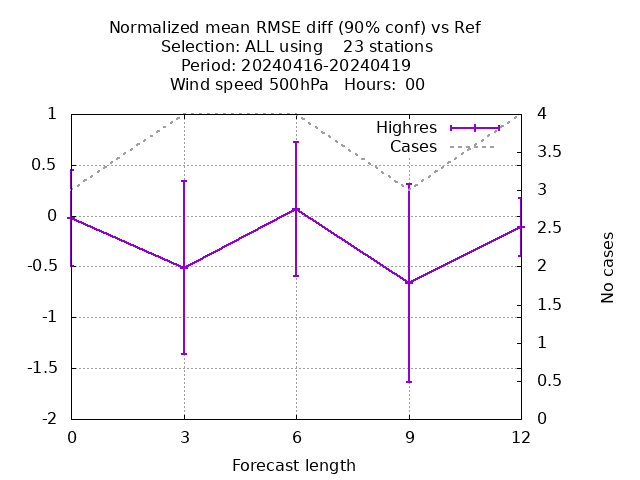 Normalized mean RMSE diff (90% conf) vs Ref
Selection: ALL using    23 stations
Period: 20240416-20240419
Wind speed 500hPa   Hours:  00
Highres
Cases
1
0.5
0
-0.5
-1
-1.5
-2
4
3.5
3
2.5
2
1.5
1
0.5
0
No cases
0 3 6 9 12
Forecast length